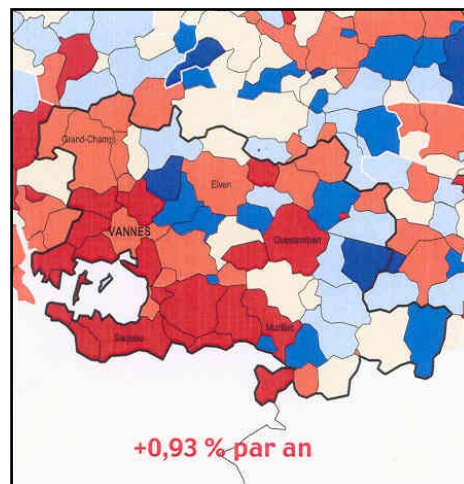 Grand-Champ
Elven
VANNES
Questembert
Sarzeau
Muzillac
+0,93 % par an